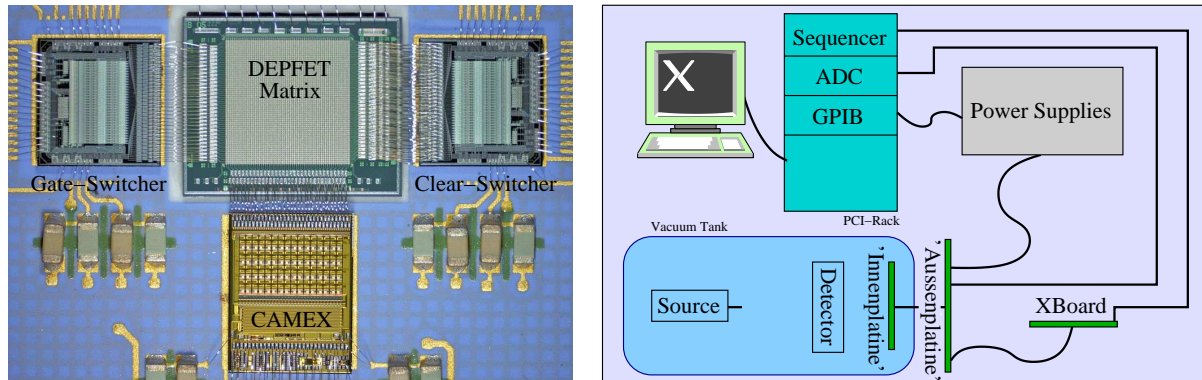 DEPFET
Matrix
Gate−Switcher
Clear−Switcher
CAMEX
X
Sequencer
ADC
GPIB
Power Supplies
PCI−Rack
Vacuum Tank
Source
Detector
'Innenplatine'
'Aussenplatine'
XBoard